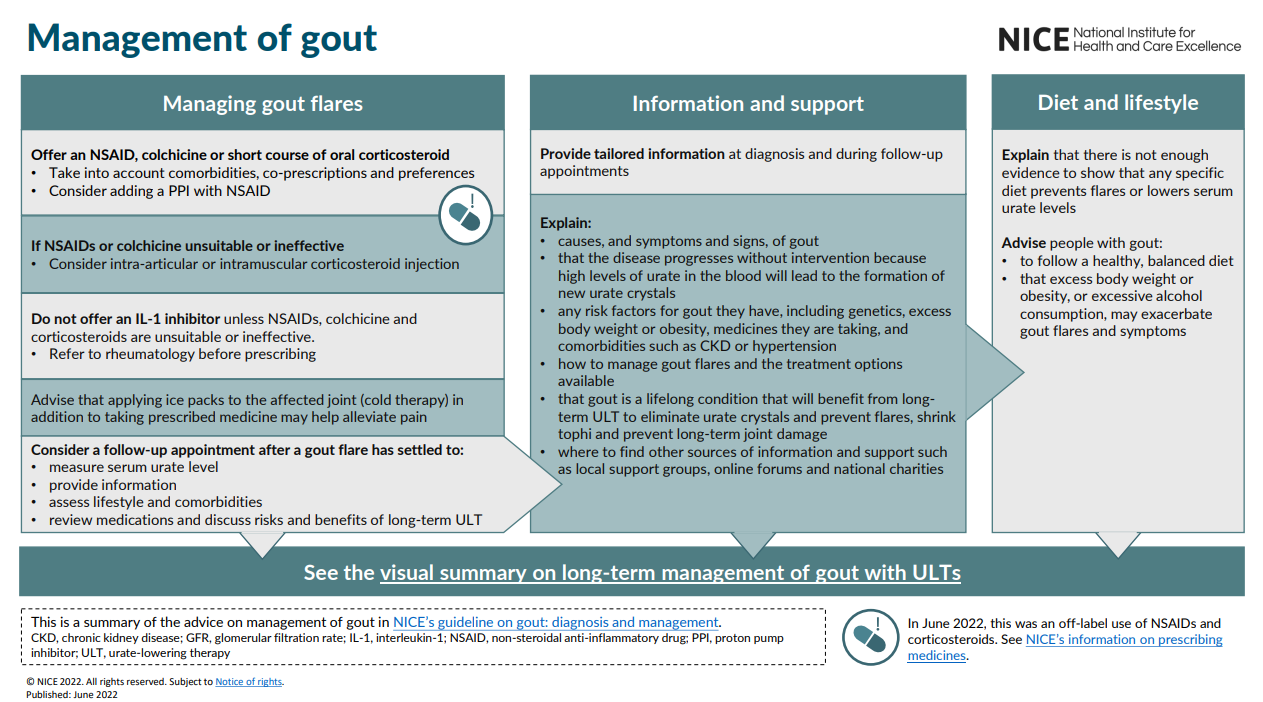 Management of gout
NICE National Institute for
Health and Care Excellence
Managing gout flares
Offer an NSAID, colchicine or short course of oral corticosteroid
• Take into account comorbidities, co-prescriptions and preferences
• Consider adding a PPI with NSAID
!
If NSAIDs or colchicine unsuitable or ineffective
• Consider intra-articular or intramuscular corticosteroid injection
Do not offer an IL-1 inhibitor unless NSAIDs, colchicine and
corticosteroids are unsuitable or ineffective.
• Refer to rheumatology before prescribing
Advise that applying ice packs to the affected joint (cold therapy) in
addition to taking prescribed medicine may help alleviate pain
Consider a follow-up appointment after a gout flare has settled to:
• measure serum urate level
• provide information
• assess lifestyle and comorbidities
• review medications and discuss risks and benefits of long-term ULT
Information and support
Provide tailored information at diagnosis and during follow-up
appointments
Explain:
• causes, and symptoms and signs, of gout
• that the disease progresses without intervention because
high levels of urate in the blood will lead to the formation of
new urate crystals
• any risk factors for gout they have, including genetics, excess
body weight or obesity, medicines they are taking, and
comorbidities such as CKD or hypertension
• how to manage gout flares and the treatment options
available
• that gout is a lifelong condition that will benefit from long-
term ULT to eliminate urate crystals and prevent flares, shrink
tophi and prevent long-term joint damage
• where to find other sources of information and support such
as local support groups, online forums and national charities
Diet and lifestyle
Explain that there is not enough
evidence to show that any specific
diet prevents flares or lowers serum
urate levels
Advise people with gout:
• to follow a healthy, balanced diet
• that excess body weight or
obesity, or excessive alcohol
consumption, may exacerbate
gout flares and symptoms
See the visual summary on long-term management of gout with ULTs
This is a summary of the advice on management of gout in NICE's guideline on gout: diagnosis and management.
CKD, chronic kidney disease; GFR, glomerular filtration rate; IL-1, interleukin-1; NSAID, non-steroidal anti-inflammatory drug; PPI, proton pump
inhibitor; ULT, urate-lowering therapy
!
In June 2022, this was an off-label use of NSAIDs and
corticosteroids. See NICE's information on prescribing
medicines.
© NICE 2022. All rights reserved. Subject to Notice of rights.
Published: June 2022